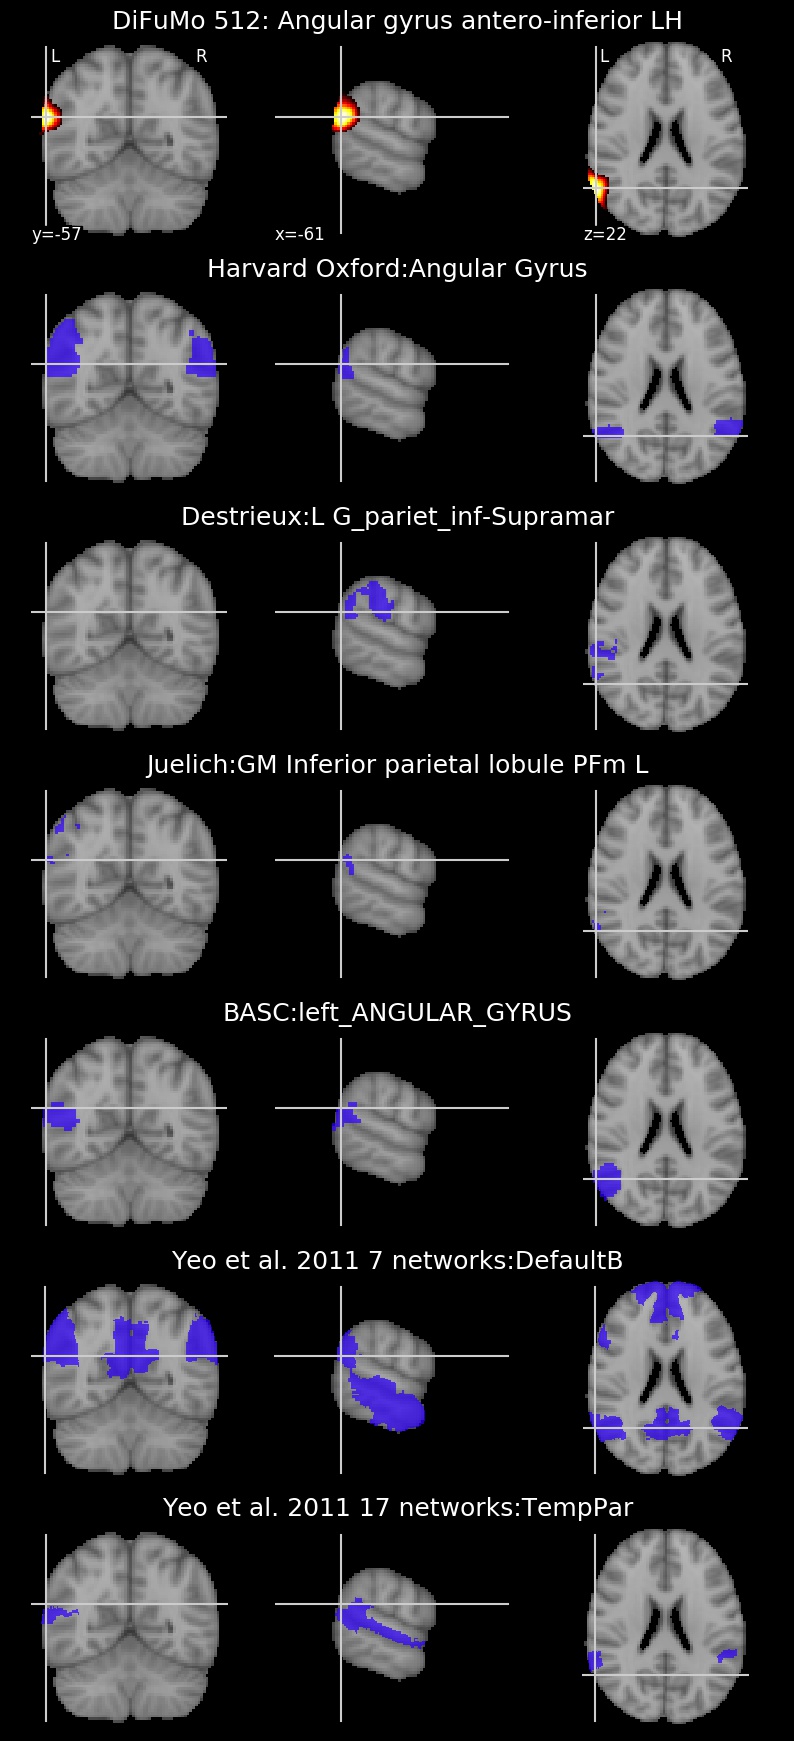 DiFuMo 512: Angular gyrus antero-inferior LH
L R L R
y=-57 x=-61 z=22
Harvard Oxford:Angular Gyrus
Destrieux:L G_pariet_inf-Supramar
Juelich:GM Inferior parietal lobule PFm L
BASC:left_ANGULAR_GYRUS
Yeo et al. 2011 7 networks:DefaultB
Yeo et al. 2011 17 networks:TempPar